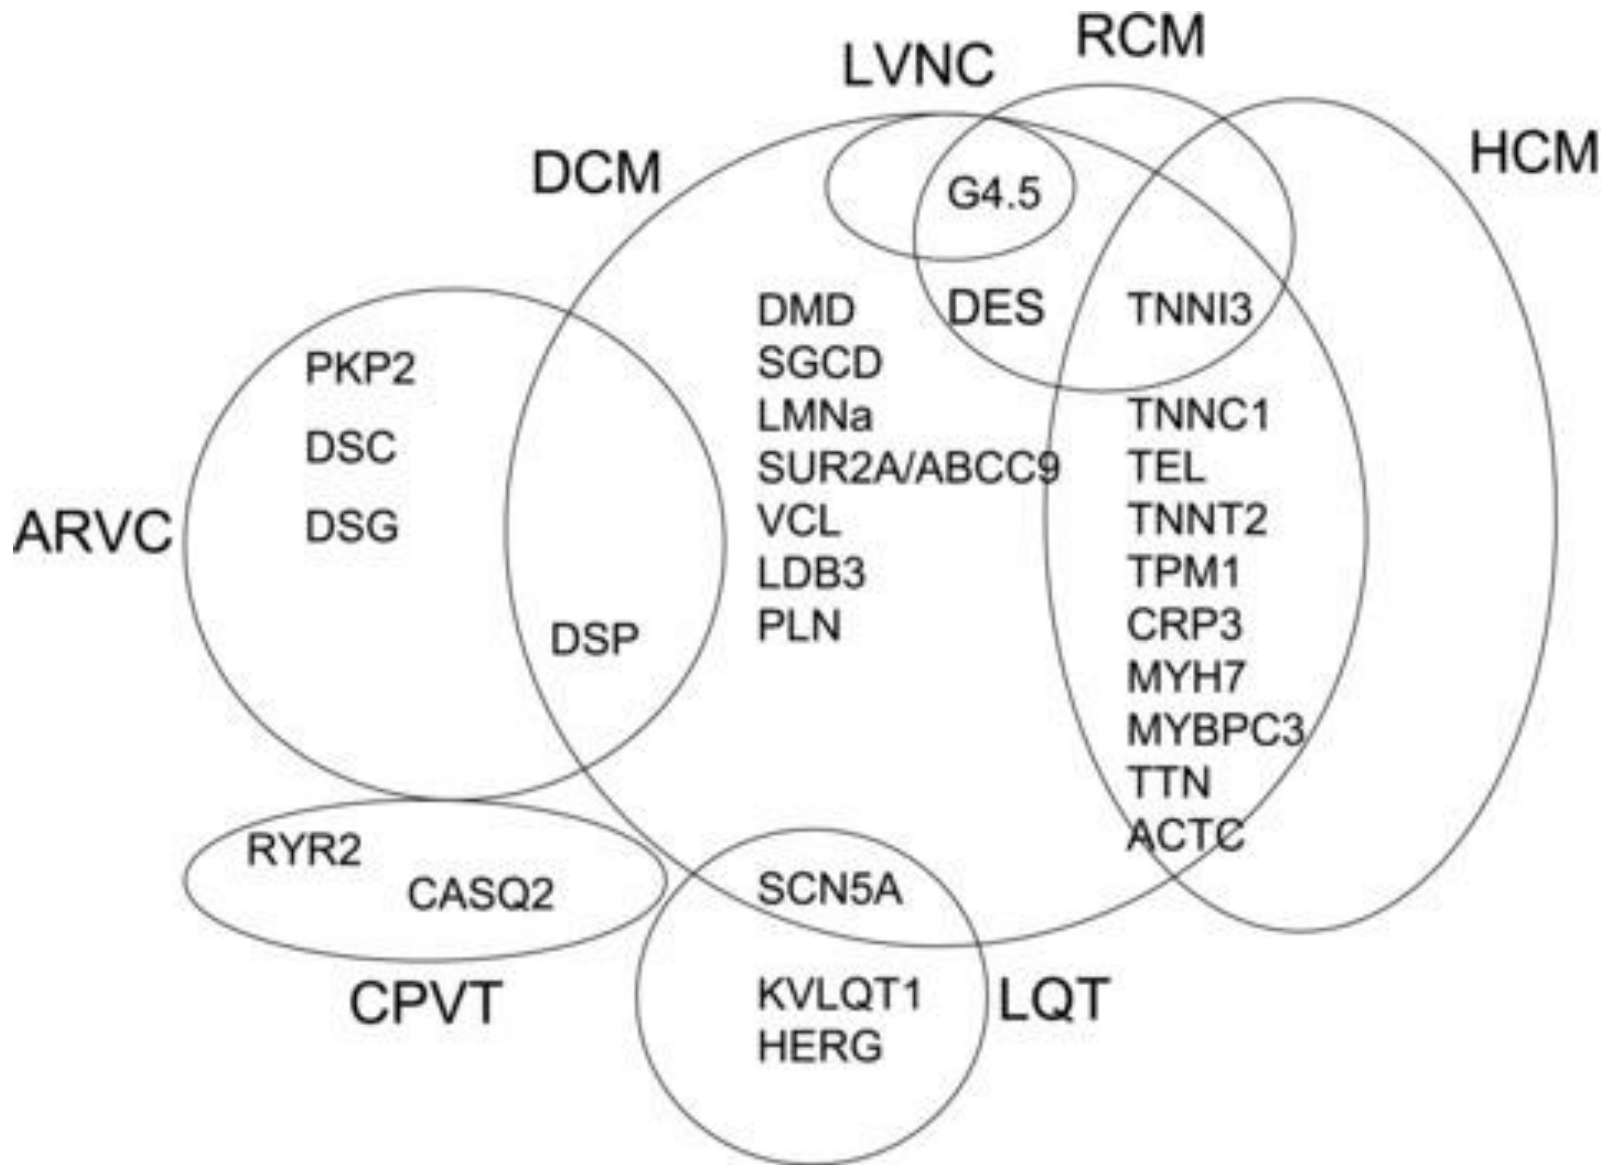 RCM
LVNC
HCM
DCM
G4.5
DMD
DES
TNNI3
SGCD
LMNa
SUR2A/ABCC9
VCL
LDB3
PLN
TNNC1
TEL
TNNT2
TPM1
CRP3
MYH7
MYBPC3
TTN
ACTC
PKP2
DSC
DSG
ARVC
DSP
RYR2
CASQ2
CPVT
SCN5A
KVLQT1
HERG
LQT